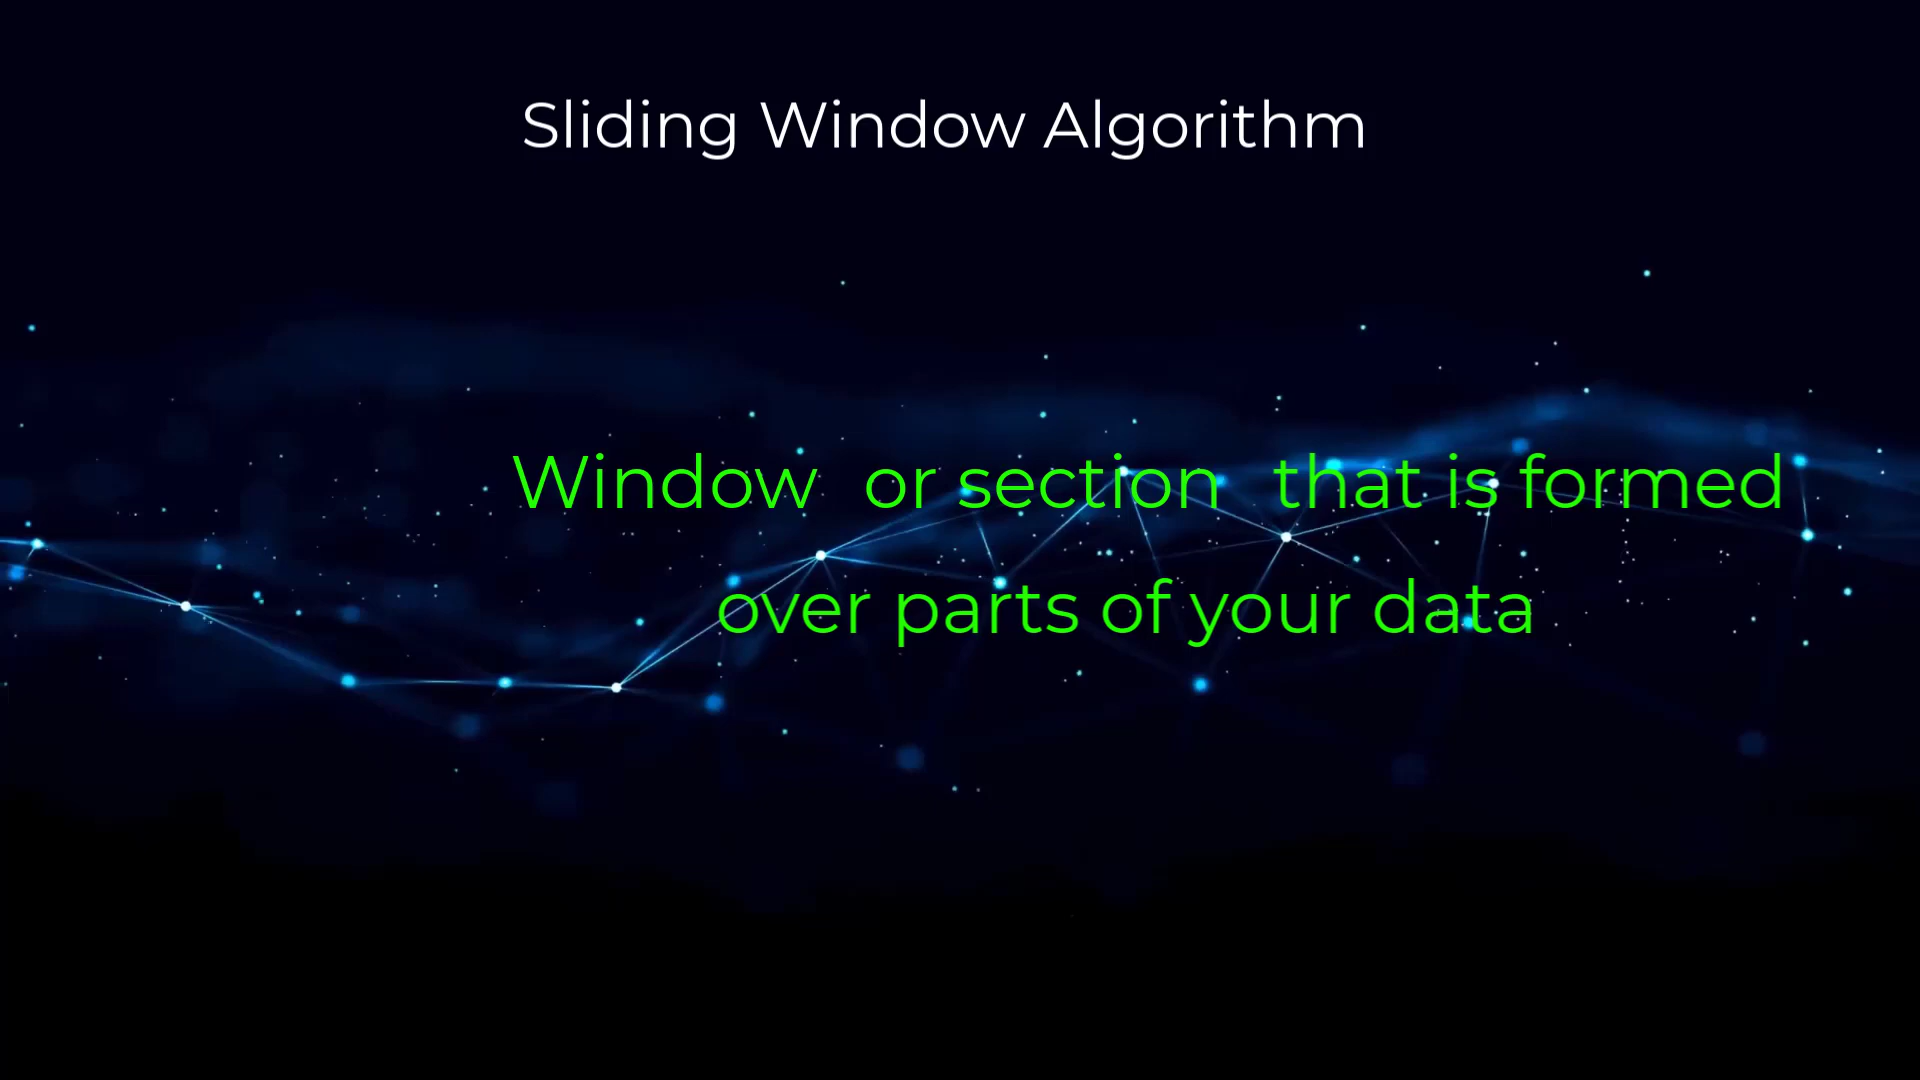 Sliding Window Algorithm
Window or section that is formed
over parts of your data